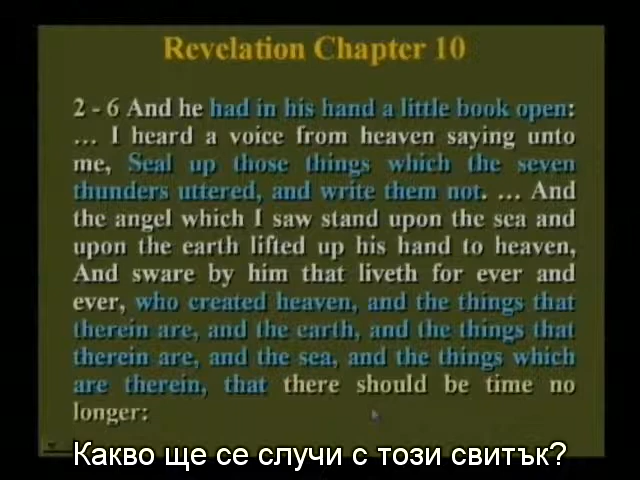 Revelation Chapter 10
2 - 6 And he had in his hand a little book open:
... I heard a voice from heaven saying unto
me, Seal up those things which the seven
thunders uttered, and write them not. ... And
the angel which I saw stand upon the sea and
upon the earth lifted up his hand to heaven,
And sware by him that liveth for ever and
ever, who created heaven, and the things that
therein are, and the earth, and the things that
therein are, and the sea, and the things which
are therein, that there should be time no
longer:
Какво ще се случи с този свитък?